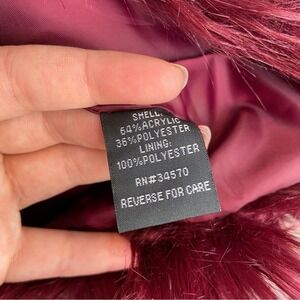 SHELL:
64%ACRYLIC
36%POLYESTER
LINING:
100%POLYESTER
RN#34570
REVERSE FOR CARE